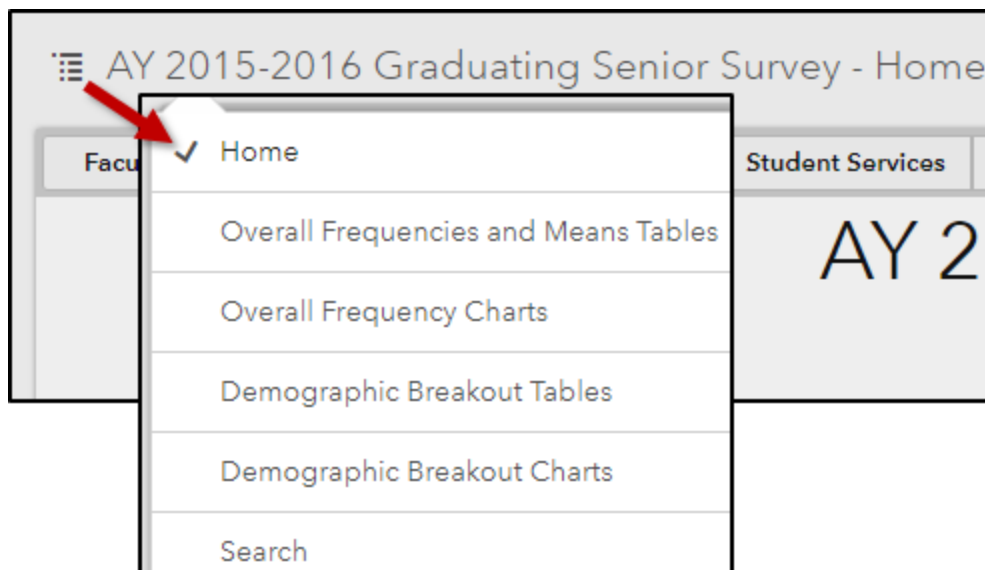 AY 2015-2016 Graduating Senior Survey - Home
Home
Student Services
Overall Frequencies and Means Tables
AY 2
Overall Frequency Charts
Demographic Breakout Tables
Demographic Breakout Charts
Search